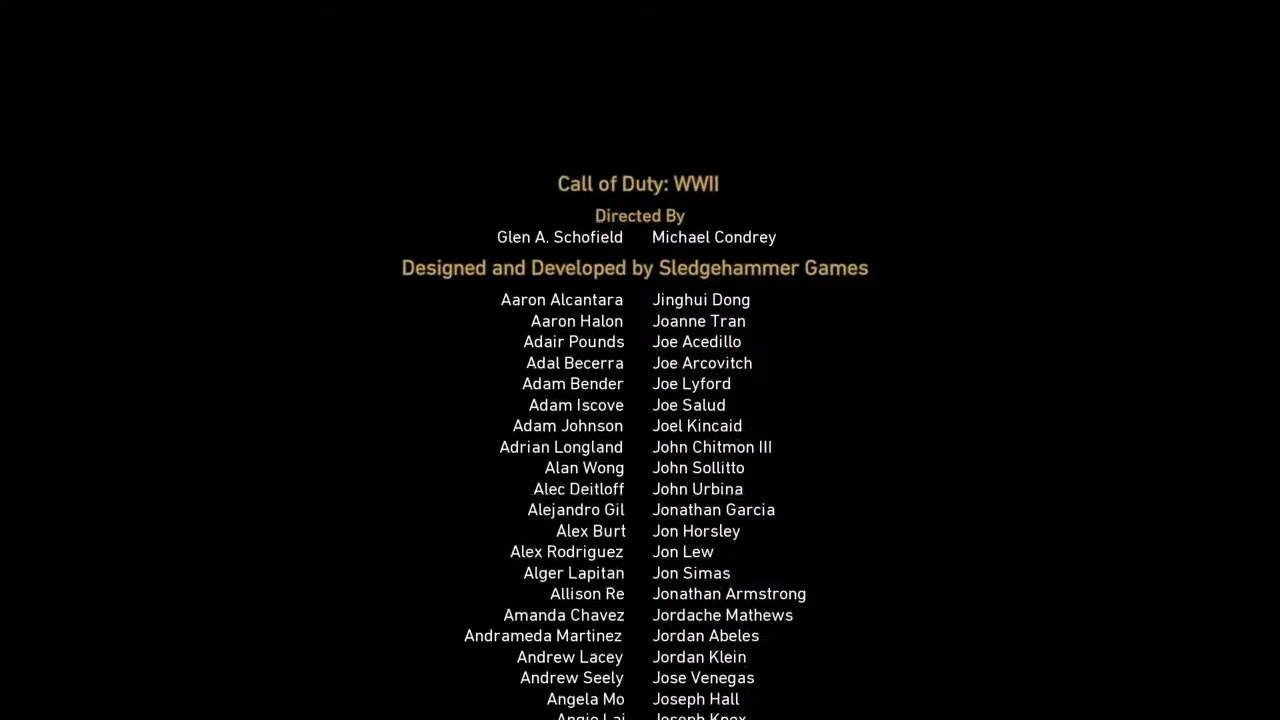 Call of Duty: WWII
Directed By
Glen A. Schofield Michael Condrey
Designed and Developed by Sledgehammer Games
Aaron Alcantara Jinghui Dong
Aaron Halon Joanne Tran
Adair Pounds Joe Acedillo
Adal Becerra Joe Arcovitch
Adam Bender Joe Lyford
Adam Iscove Joe Salud
Adam Johnson Joel Kincaid
Adrian Longland John Chitmon III
Alan Wong John Sollitto
Alec Deitloff John Urbina
Alejandro Gil Jonathan Garcia
Alex Burt Jon Horsley
Alex Rodriguez Jon Lew
Alger Lapitan Jon Simas
Allison Re Jonathan Armstrong
Amanda Chavez Jordache Mathews
Andrameda Martinez Jordan Abeles
Andrew Lacey Jordan Klein
Andrew Seely Jose Venegas
Angela Mo Joseph Hall
Angie Lai Joseph Knox